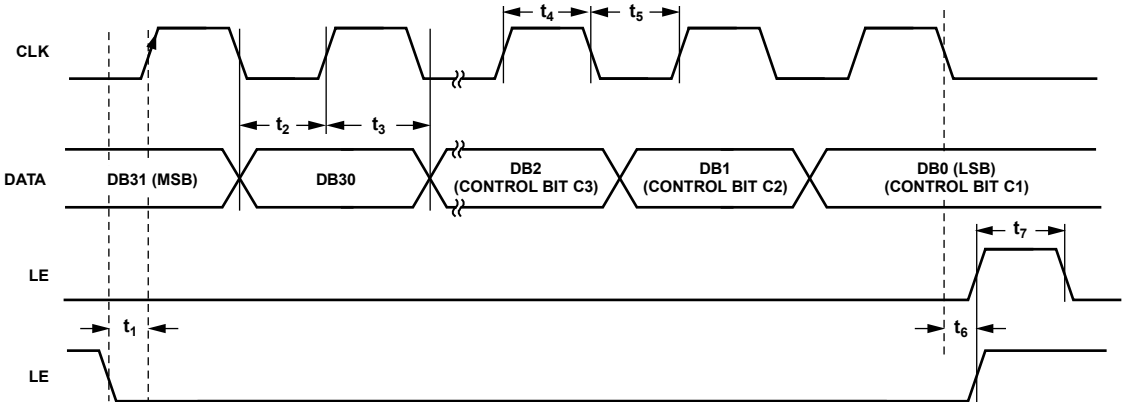 t4
t5
CLK
t2
t3
DATA
DB31 (MSB)
DB30
DB2
(CONTROL BIT C3)
DB1
(CONTROL BIT C2)
DB0 (LSB)
(CONTROL BIT C1)
t7
LE
t1
t6
LE